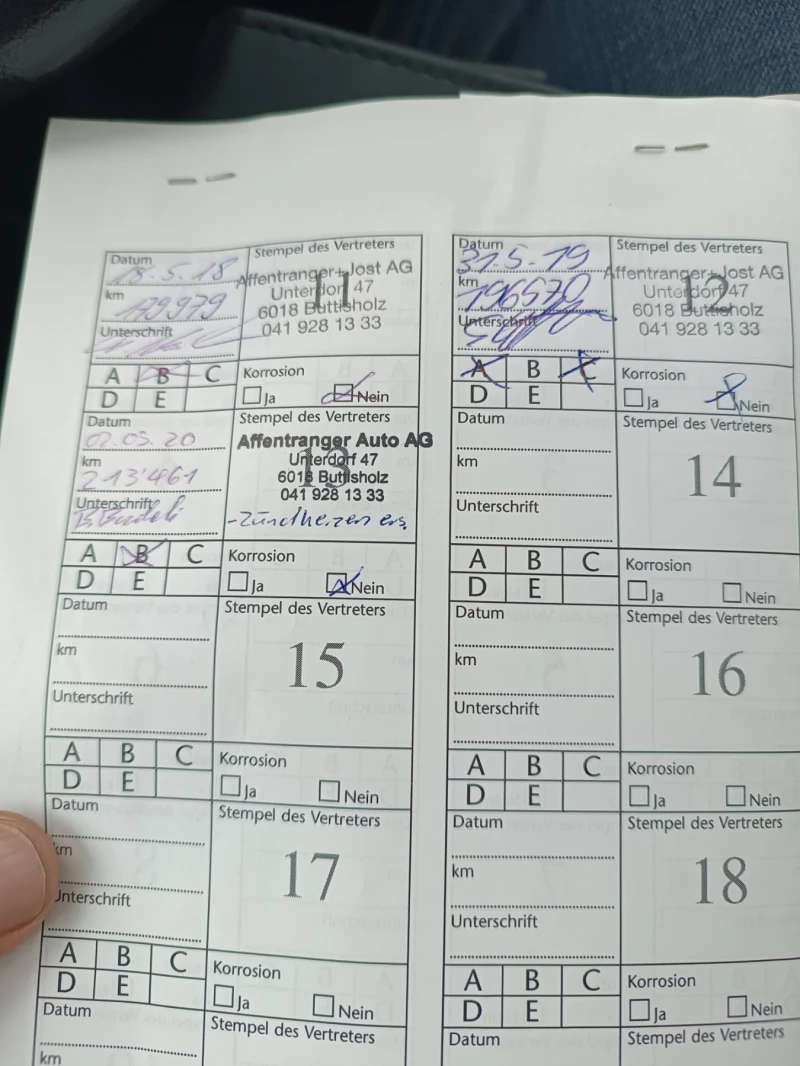 Datum
18.5.18
km
179979
Unterschrift
Stempel des Vertreters
11
Affentranger+Jost AG
Unterdorf 47
6018 Buttisholz
041 928 13 33
A B C
D E
Korrosion
Ja Nein
Datum
31-5-19
km
196570
Unterschrift
Stempel des Vertreters
12
Affentranger+Jost AG
Unterdorf 47
6018 Buttisholz
041 928 13 33
A B C
D E
Korrosion
Ja Nein
Datum
02.03.20
km
213'461
Unterschrift
Stempel des Vertreters
13
Affentranger Auto AG
Unterdorf 47
6018 Buttisholz
041 928 13 33
- Zündkerzen ers.
A B C
D E
Korrosion
Ja Nein
Datum
km
Unterschrift
Stempel des Vertreters
14
A B C
D E
Korrosion
Ja Nein
Datum
km
Unterschrift
Stempel des Vertreters
15
A B C
D E
Korrosion
Ja Nein
Datum
km
Unterschrift
Stempel des Vertreters
16
A B C
D E
Korrosion
Ja Nein
Datum
km
Unterschrift
Stempel des Vertreters
17
A B C
D E
Korrosion
Ja Nein
Datum
km
Unterschrift
Stempel des Vertreters
18
A B C
D E
Korrosion
Ja Nein
Datum
km
Stempel des Vertreters
Datum
Stempel des Vertreters